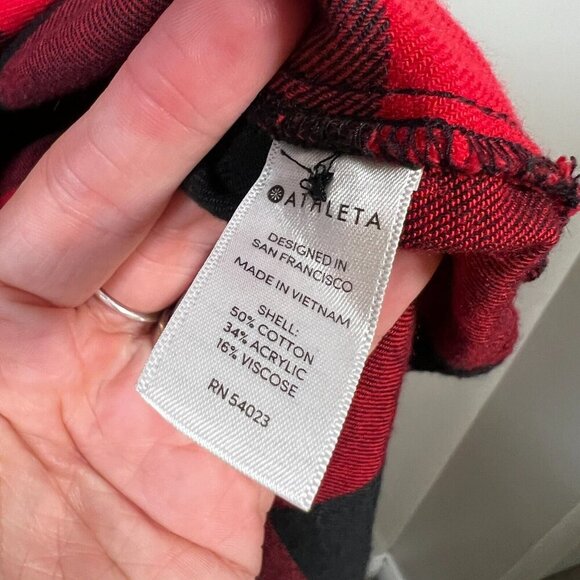 ATHLETA
DESIGNED IN
SAN FRANCISCO
MADE IN VIETNAM
SHELL:
50% COTTON
34% ACRYLIC
16% VISCOSE
RN 54023